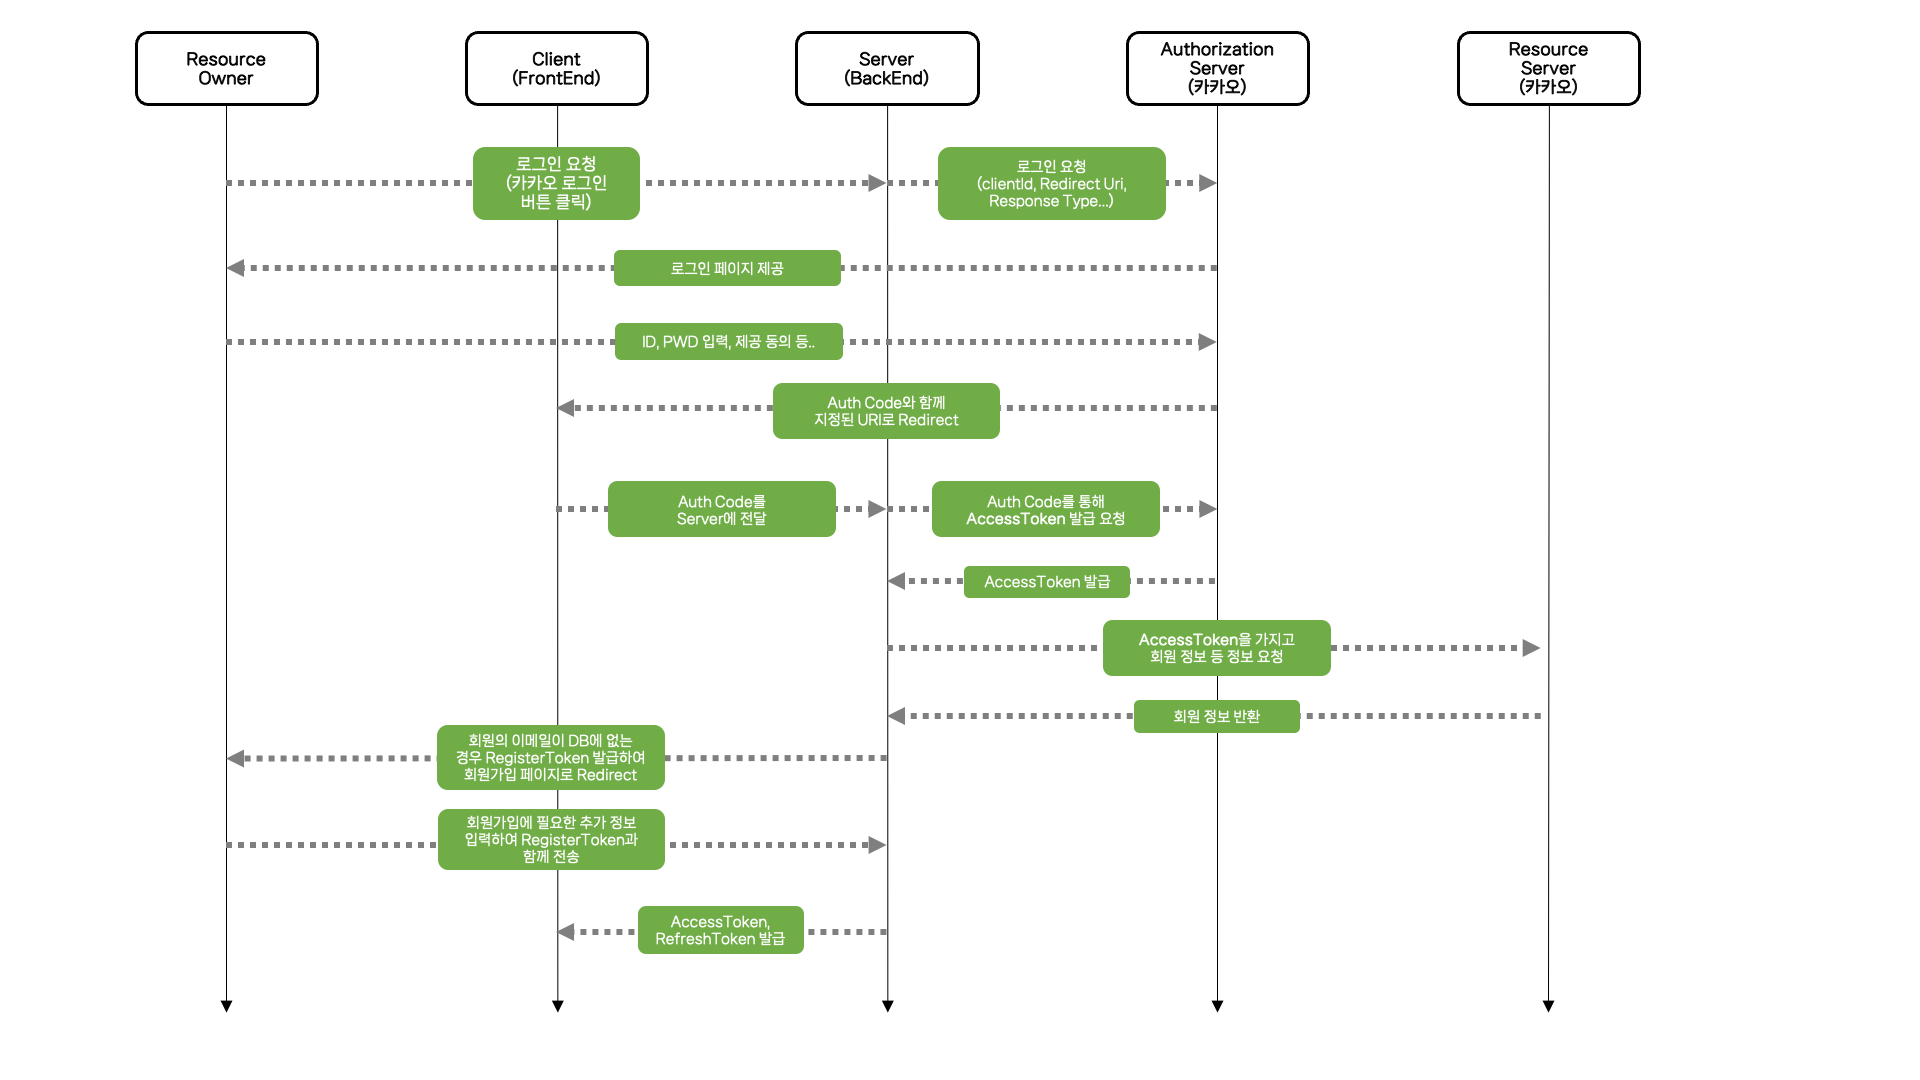 Resource
Owner
Client
(FrontEnd)
Server
(BackEnd)
Authorization
Server
(카카오)
Resource
Server
(카카오)
로그인 요청
(카카오 로그인
버튼 클릭)
로그인 요청
(clientId, Redirect Uri,
Response Type...)
로그인 페이지 제공
ID, PWD 입력, 제공 동의 등..
Auth Code와 함께
지정된 URI로 Redirect
Auth Code를
Server에 전달
Auth Code를 통해
AccessToken 발급 요청
AccessToken 발급
AccessToken을 가지고
회원 정보 등 정보 요청
회원 정보 반환
회원의 이메일이 DB에 없는
경우 RegisterToken 발급하여
회원가입 페이지로 Redirect
회원가입에 필요한 추가 정보
입력하여 RegisterToken과
함께 전송
AccessToken,
RefreshToken 발급